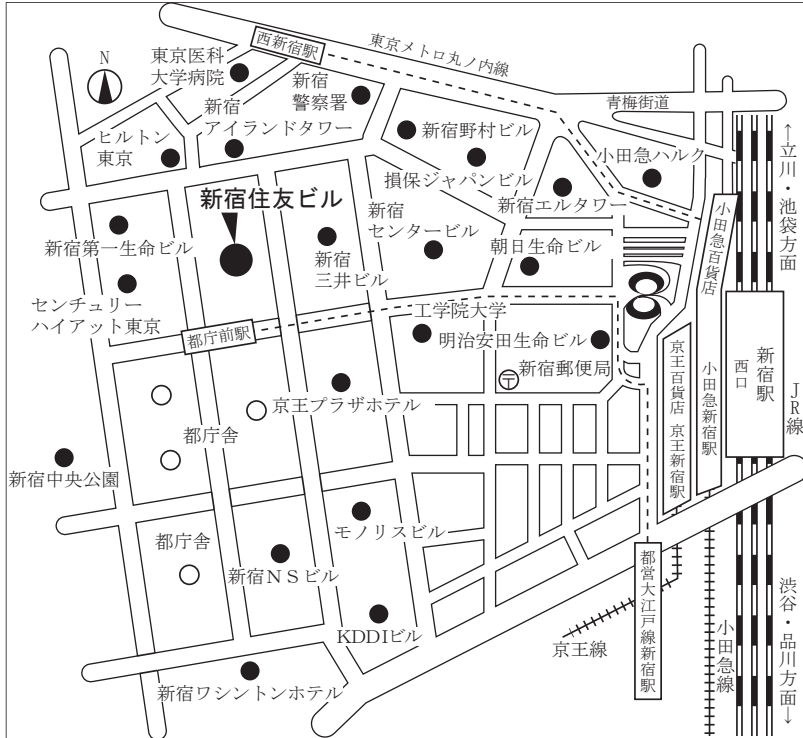 N
東京医科
大学病院
西新宿駅
東京メトロ丸ノ内線
新宿
警察署
青梅街道
新宿
アイランドタワー
ヒルトン
東京
新宿野村ビル
損保ジャパンビル
小田急ハルク
新宿エルタワー
←立川・池袋方面
新宿住友ビル
新宿第一生命ビル
新宿
三井ビル
新宿
センタービル
朝日生命ビル
小田急百貨店
センチュリー
ハイアット東京
都庁前駅
工学院大学
明治安田生命ビル
〒新宿郵便局
京王百貨店
京王新宿駅
小田急新宿駅
新宿駅
西口
JR線
京王プラザホテル
都庁舎
新宿中央公園
モノリスビル
都庁舎
新宿NSビル
KDDIビル
都営大江戸線新宿駅
京王線
小田急線
渋谷・品川方面→
新宿ワシントンホテル